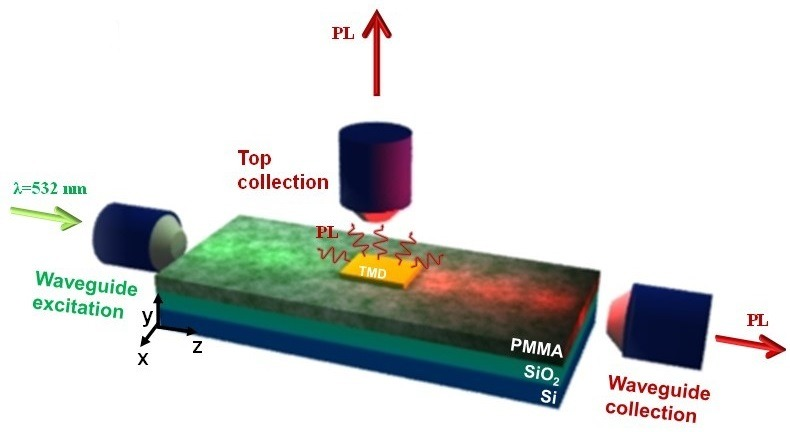 PL
Top
collection
λ=532 nm
PL
TMD
Waveguide
excitation
y
x
z
PMMA
SiO₂
Si
PL
Waveguide
collection